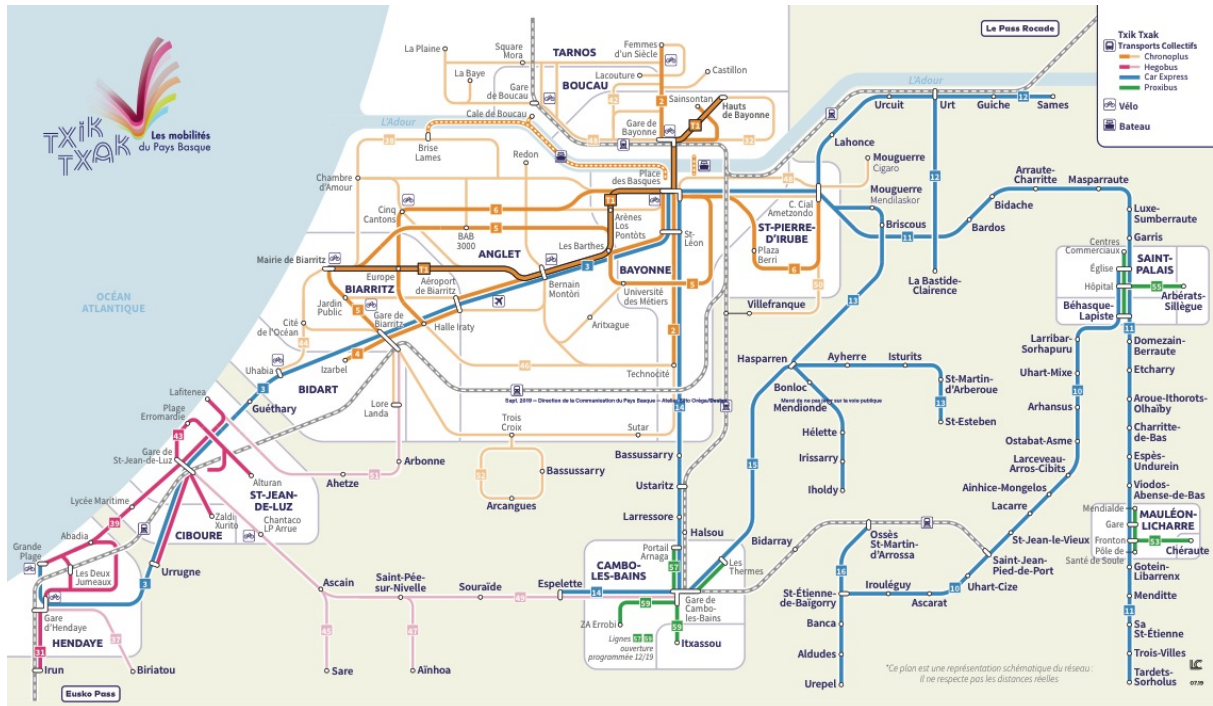 Le Pass Rocade
Txik Txak
Transports Collectifs
Chronoplus
Hegobus
Car Express
Proxibus
Vélo
Bateau
TXIK
TXAK
Les mobilités
du Pays Basque
OCÉAN
ATLANTIQUE
L'Adour
L'Adour
TARNOS
BOUCAU
La Plaine
Square
Mora
Femmes
d'un Siècle
La Baye
Lacouture
Castillon
Gare
de Boucau
Sainsontan
Hauts
de Bayonne
Cale de Boucau
Gare de
Bayonne
Brise
Lames
Redon
Place
des Basques
Chambre
d'Amour
Cinq
Cantons
BAB
3000
Arènes
Los
Pontòts
Les Barthes
St-
Léon
C. Cial
Ametzondo
ST-PIERRE-
D'IRUBE
Plaza
Berri
Mouguerre
Cigaro
Mouguerre
Mendilaskor
Lahonce
Urcuit
Urt
Guiche
Sames
Briscous
Bardos
Bidache
Arraute-
Charritte
Masparraute
Luxe-
Sumberraute
Garris
La Bastide-
Clairence
Mairie de Biarritz
ANGLET
Europe
BIARRITZ
Aéroport
de Biarritz
Bernain
Montòri
BAYONNE
Université
des Métiers
Jardin
Public
Gare de
Biarritz
Halle Iraty
Aritxague
Villefranque
Cité
de l'Océan
Izarbel
Uhabia
BIDART
Technocité
Guéthary
Lafitenea
Plage
Erromardie
Lore
Landa
Trois
Croix
Sutar
Gare de
St-Jean-de-Luz
Arbonne
Ahetze
Bassussarry
Arcangues
Bassussarry
Ustaritz
Larressore
Halsou
Alturan
ST-JEAN-
DE-LUZ
Lycée Maritime
Zaldi
Xurito
Chantaco
LP Arrue
CIBOURE
Abadia
Grande
Plage
Les Deux
Jumeaux
Urrugne
Gare
d'Hendaye
HENDAYE
Irun
Biriatou
Eusko Pass
Ascain
Saint-Pée-
sur-Nivelle
Souraïde
Espelette
Sare
Aïnhoa
CAMBO-
LES-BAINS
Portail
Arnaga
Les
Thermes
Gare de
Cambo-
les-Bains
ZA Errobi
Itxassou
Lignes 57 59
ouverture
programmée 12/19
Hasparren
Ayherre
Isturits
St-Martin-
d'Arberoue
St-Esteben
Bonloc
Mendionde
Hélette
Irissarry
Iholdy
Bidarray
Ossès
St-Martin-
d'Arrossa
St-Étienne-
de-Baïgorry
Irouléguy
Ascarat
Uhart-Cize
Saint-Jean-
Pied-de-Port
Banca
Aldudes
Urepel
St-Jean-le-Vieux
Lacarre
Ainhice-Mongelos
Larceveau-
Arros-Cibits
Ostabat-Asme
Arhansus
Uhart-Mixe
Larribar-
Sorhapuru
Centres
Commerciaux
Église
Hôpital
SAINT-
PALAIS
Arbérats-
Sillègue
Béhasque-
Lapiste
Domezain-
Berraute
Etcharry
Aroue-Ithorots-
Olhaïby
Charritte-
de-Bas
Espès-
Undurein
Viodos-
Abense-de-Bas
Mendialde
Gare
Fronton
Pôle de
Santé de Soule
MAULÉON-
LICHARRE
Chéraute
Gotein-
Libarrenx
Menditte
Sa
St-Étienne
Trois-Villes
Tardets-
Sorholus
*Ce plan est une représentation schématique du réseau :
il ne respecte pas les distances réelles
LC
07.19